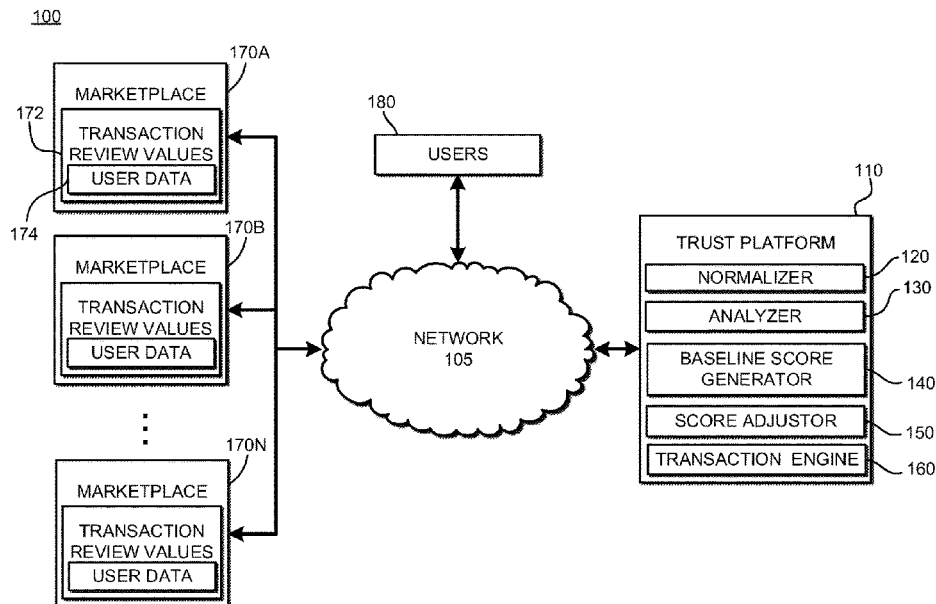 100
170A
MARKETPLACE
172
TRANSACTION
REVIEW VALUES
USER DATA
174
170B
MARKETPLACE
TRANSACTION
REVIEW VALUES
USER DATA
170N
MARKETPLACE
TRANSACTION
REVIEW VALUES
USER DATA
180
USERS
NETWORK
105
110
TRUST PLATFORM
NORMALIZER
120
ANALYZER
130
BASELINE SCORE
GENERATOR
140
SCORE ADJUSTOR
150
TRANSACTION ENGINE
160